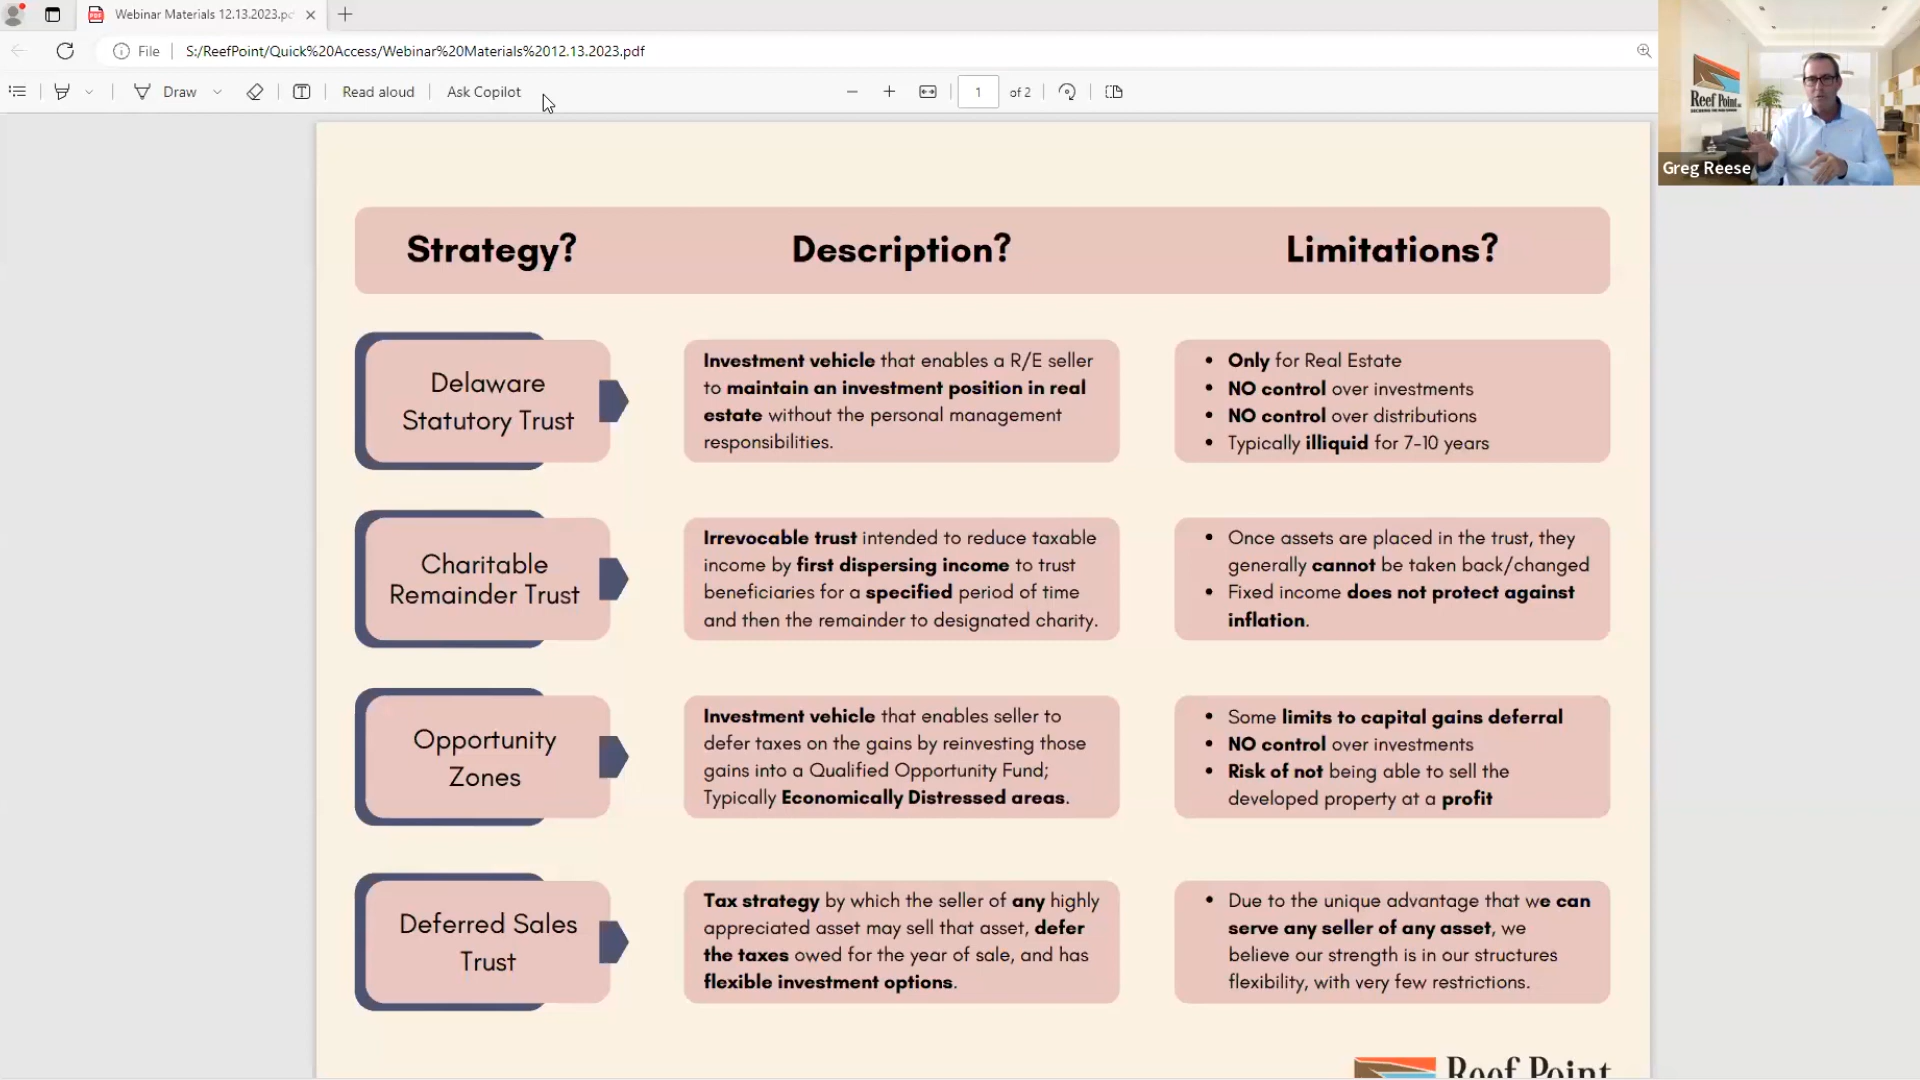 Webinar Materials 12.13.2023.pdf
File
S:/ReefPoint/Quick%20Access/Webinar%20Materials%2012.13.2023.pdf
Draw
Read aloud
Ask Copilot
1
of 2
Reef Point
Greg Reese
Strategy?
Description?
Limitations?
Delaware
Statutory Trust
Investment vehicle that enables a R/E seller
to maintain an investment position in real
estate without the personal management
responsibilities.
• Only for Real Estate
• NO control over investments
• NO control over distributions
• Typically illiquid for 7-10 years
Charitable
Remainder Trust
Irrevocable trust intended to reduce taxable
income by first dispersing income to trust
beneficiaries for a specified period of time
and then the remainder to designated charity.
• Once assets are placed in the trust, they
generally cannot be taken back/changed
• Fixed income does not protect against
inflation.
Opportunity
Zones
Investment vehicle that enables seller to
defer taxes on the gains by reinvesting those
gains into a Qualified Opportunity Fund;
Typically Economically Distressed areas.
• Some limits to capital gains deferral
• NO control over investments
• Risk of not being able to sell the
developed property at a profit
Deferred Sales
Trust
Tax strategy by which the seller of any highly
appreciated asset may sell that asset, defer
the taxes owed for the year of sale, and has
flexible investment options.
• Due to the unique advantage that we can
serve any seller of any asset, we
believe our strength is in our structures
flexibility, with very few restrictions.
Reef Point